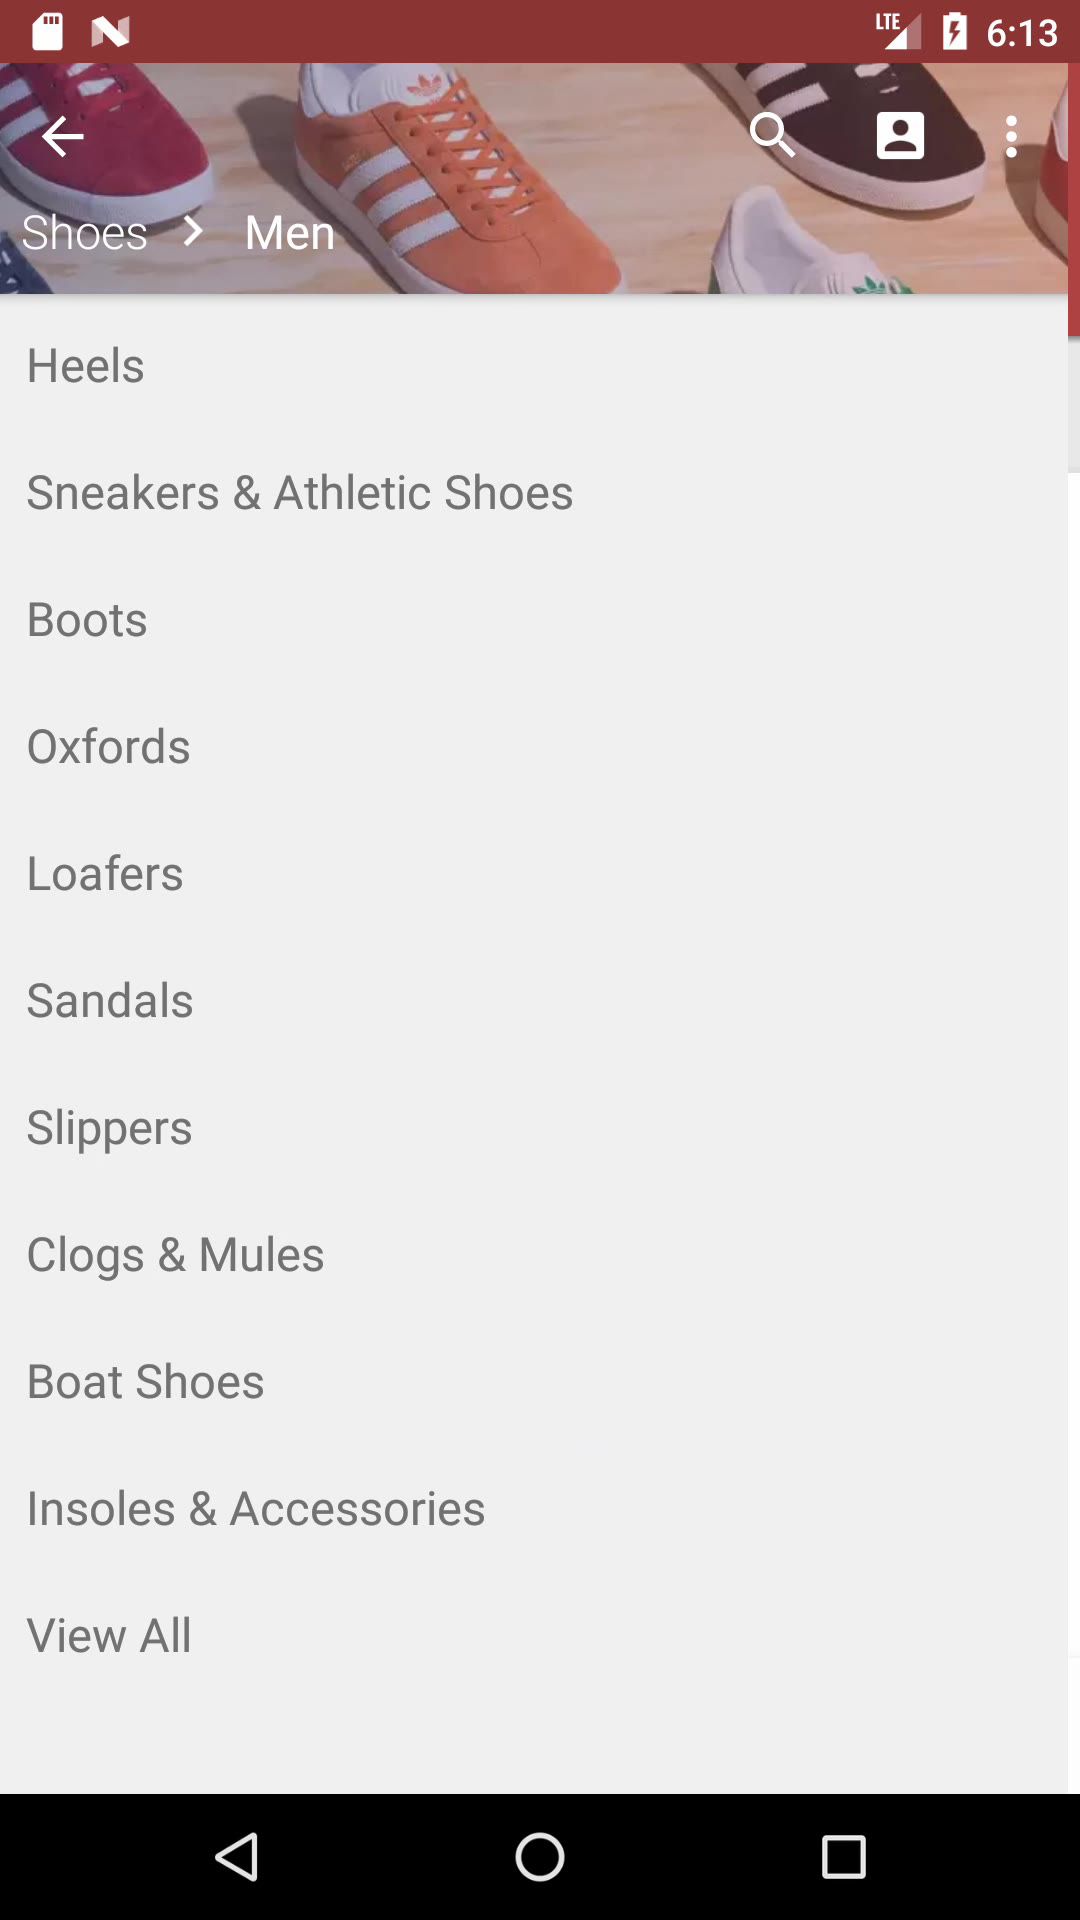 LTE 6:13
Shoes Men
Heels
Sneakers & Athletic Shoes
Boots
Oxfords
Loafers
Sandals
Slippers
Clogs & Mules
Boat Shoes
Insoles & Accessories
View All